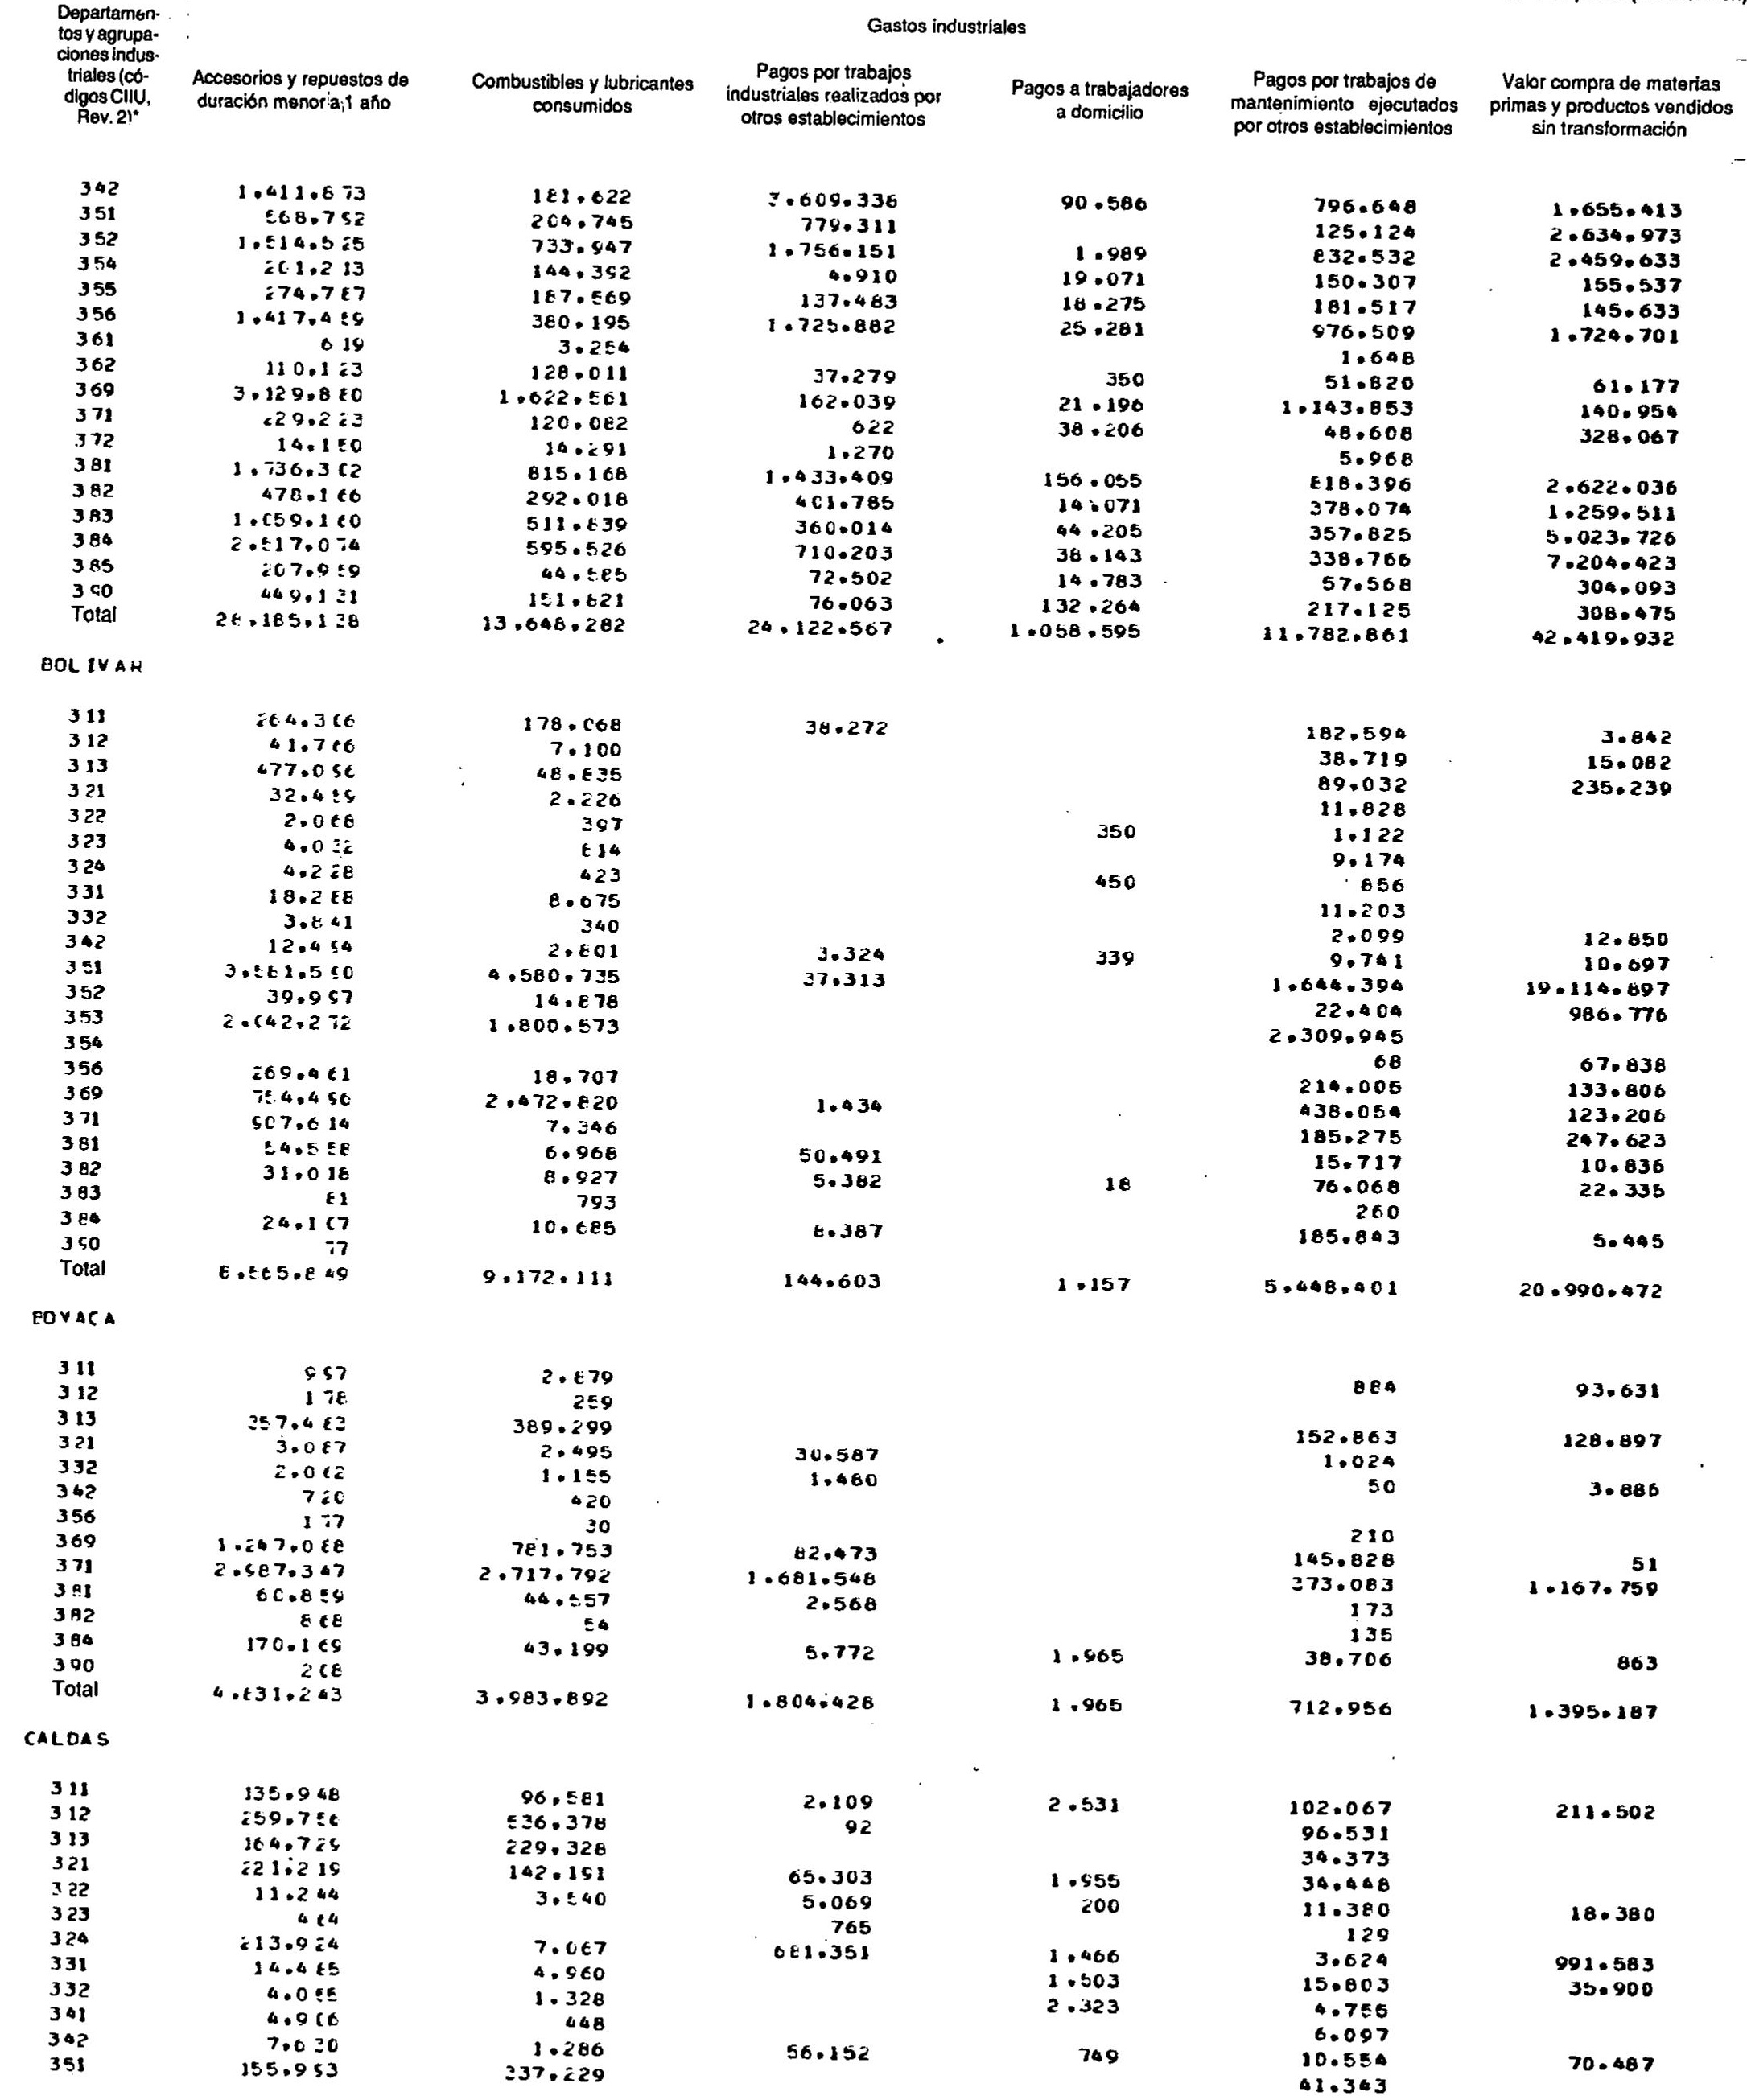 Departamen-
tos y agrupa-
ciones indus-
triales (có-
digos CIIU,
Rev. 2)*
Gastos industriales
Accesorios y repuestos de duración menor a 1 año
Combustibles y lubricantes consumidos
Pagos por trabajos industriales realizados por otros establecimientos
Pagos a trabajadores a domicilio
Pagos por trabajos de mantenimiento ejecutados por otros establecimientos
Valor compra de materias primas y productos vendidos sin transformación
342 1.411.873 181.622 90.586 796.648 1.655.413
351 204.745 779.311 125.124 2.634.973
352 1.514.525 733.947 1.756.151 1.989 832.532 2.459.633
354 201.213 144.392 4.910 19.071 150.307 155.537
355 274.787 187.569 137.483 18.275 181.517 145.633
356 1.417.459 380.195 1.725.882 25.281 976.509 1.724.701
361 619 3.254 1.648
362 110.123 128.011 37.279 350 51.820 61.177
369 3.129.880 1.622.561 162.039 21.196 1.143.853 140.954
371 229.223 120.082 622 38.206 48.608 328.067
372 14.150 14.291 1.270 5.968
381 1.736.302 815.168 1.433.409 156.055 818.396 2.622.036
382 478.166 292.018 401.785 14.071 378.074 1.259.511
383 1.059.160 511.839 360.014 44.205 357.825 5.023.726
384 2.517.074 595.526 710.203 38.143 338.766 7.204.423
385 207.959 44.585 72.502 14.783 57.568 304.093
390 449.131 151.821 76.063 132.264 217.125 308.475
Total 13.648.282 24.122.567 1.058.595 11.782.861 42.419.932
BOLIVAR
311 264.306 178.068 38.272 182.594 3.842
312 41.766 7.100 38.719 15.082
313 477.056 48.835 89.032 235.239
321 32.459 2.226 11.828
322 2.068 397 350 1.122
323 4.032 814 9.174
324 4.228 423 450 856
331 18.288 8.675 11.203
332 3.841 340 2.099 12.850
342 12.494 2.801 3.324 339 9.741 10.697
351 3.581.590 4.580.735 37.313 1.644.394 19.114.897
352 39.997 14.878 22.404 986.776
353 2.042.272 1.800.573 2.309.945
354 68 67.838
356 269.461 18.707 214.005 133.806
369 754.496 2.472.820 1.434 438.054 123.206
371 907.614 7.346 185.275 247.623
381 54.558 6.968 50.491 15.717 10.836
382 31.018 8.927 5.382 18 76.068 22.335
383 81 793 260
384 24.107 10.685 8.387 185.843 5.445
390 77
Total 8.565.849 9.172.111 144.603 1.157 5.448.401 20.990.472
BOYACA
311 957 2.879 884 93.631
312 178 259
313 357.483 389.299 152.863 128.897
321 3.087 2.495 30.587 1.024
332 2.062 1.155 1.480 50 3.886
342 720 420
356 177 30 210
369 1.247.088 781.753 82.473 145.828 51
371 2.987.347 2.717.792 1.681.548 373.083 1.167.759
381 60.859 44.557 2.568 173
382 868 54 135
384 170.169 43.199 5.772 1.965 38.706 863
390 208
Total 4.831.243 3.983.892 1.804.428 1.965 712.956 1.395.187
CALDAS
311 135.948 96.581 2.109 2.531 102.067 211.502
312 259.756 536.378 92 96.531
313 164.729 229.328 34.373
321 221.219 142.191 65.303 1.955 34.448
322 11.244 3.540 5.069 200 11.380 18.380
323 464 765 129
324 213.924 7.067 681.351 1.466 3.624 991.583
331 14.485 4.960 1.503 15.803 35.900
332 4.055 1.328 2.323 4.756
341 4.906 448 6.097
342 7.630 1.286 56.152 749 10.554 70.487
351 155.953 337.229 41.343